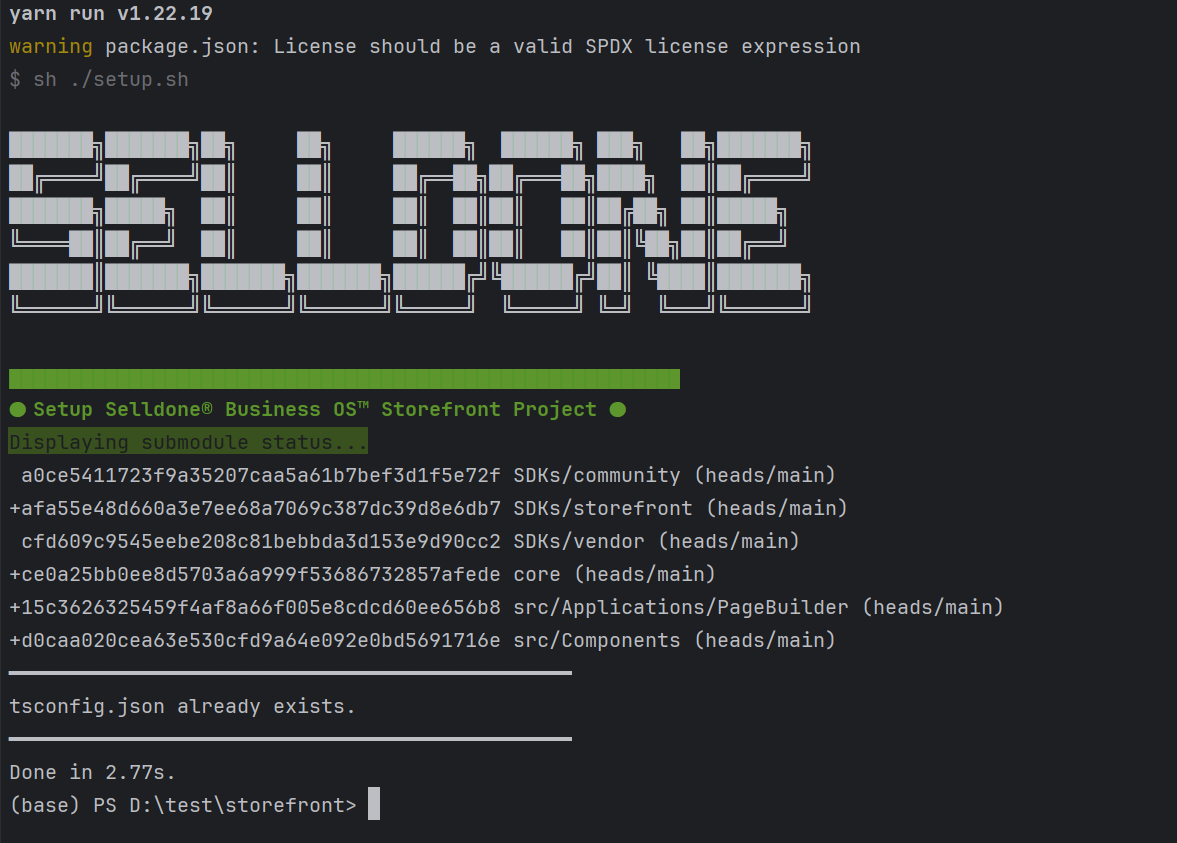 yarn run v1.22.19
warning package.json: License should be a valid SPDX license expression
$ sh ./setup.sh
SELLDONE
● Setup Selldone® Business OS™ Storefront Project ●
Displaying submodule status...
 a0ce5411723f9a35207caa5a61b7bef3d1f5e72f SDKs/community (heads/main)
+afa55e48d660a3e7ee68a7069c387dc39d8e6db7 SDKs/storefront (heads/main)
 cfd609c9545eebe208c81bebbda3d153e9d90cc2 SDKs/vendor (heads/main)
+ce0a25bb0ee8d5703a6a999f53686732857afede core (heads/main)
+15c3626325459f4af8a66f005e8cdcd60ee656b8 src/Applications/PageBuilder (heads/main)
+d0caa020cea63e530cfd9a64e092e0bd5691716e src/Components (heads/main)
tsconfig.json already exists.
Done in 2.77s.
(base) PS D:\test\storefront>